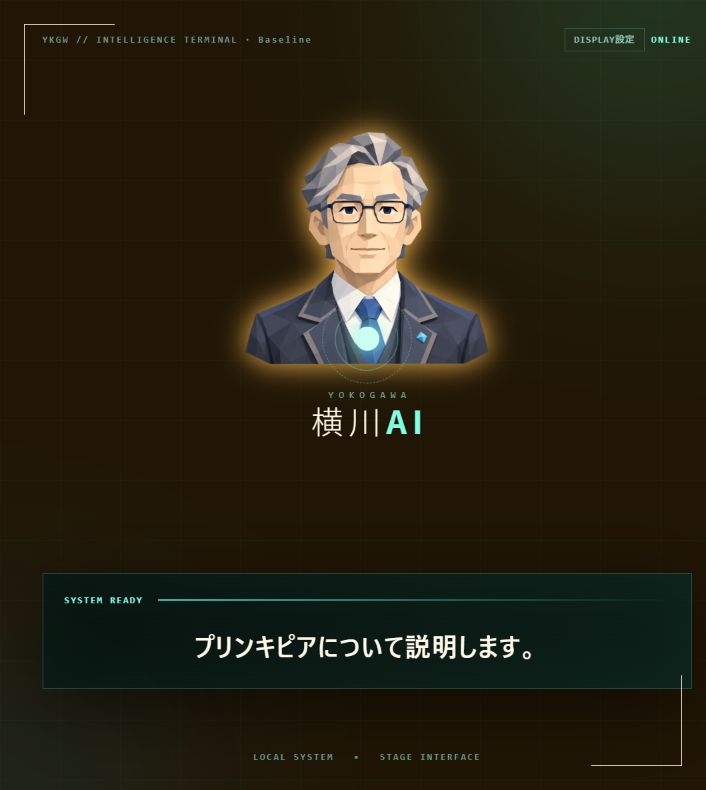 YKGW // INTELLIGENCE TERMINAL · Baseline
DISPLAY設定 ONLINE
YOKOGAWA
横川AI
SYSTEM READY
プリンキピアについて説明します。
LOCAL SYSTEM • STAGE INTERFACE